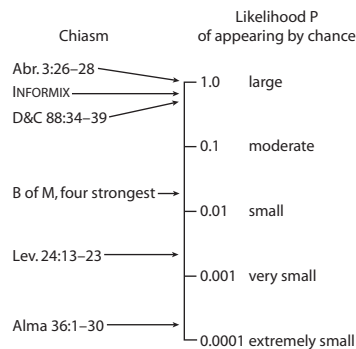 Likelihood P
Chiasm of appearing by chance
Abr. 3:26–28
1.0 large
INFORMIX
D&C 88:34–39
0.1 moderate
B of M, four strongest
0.01 small
Lev. 24:13–23
0.001 very small
Alma 36:1–30
0.0001 extremely small